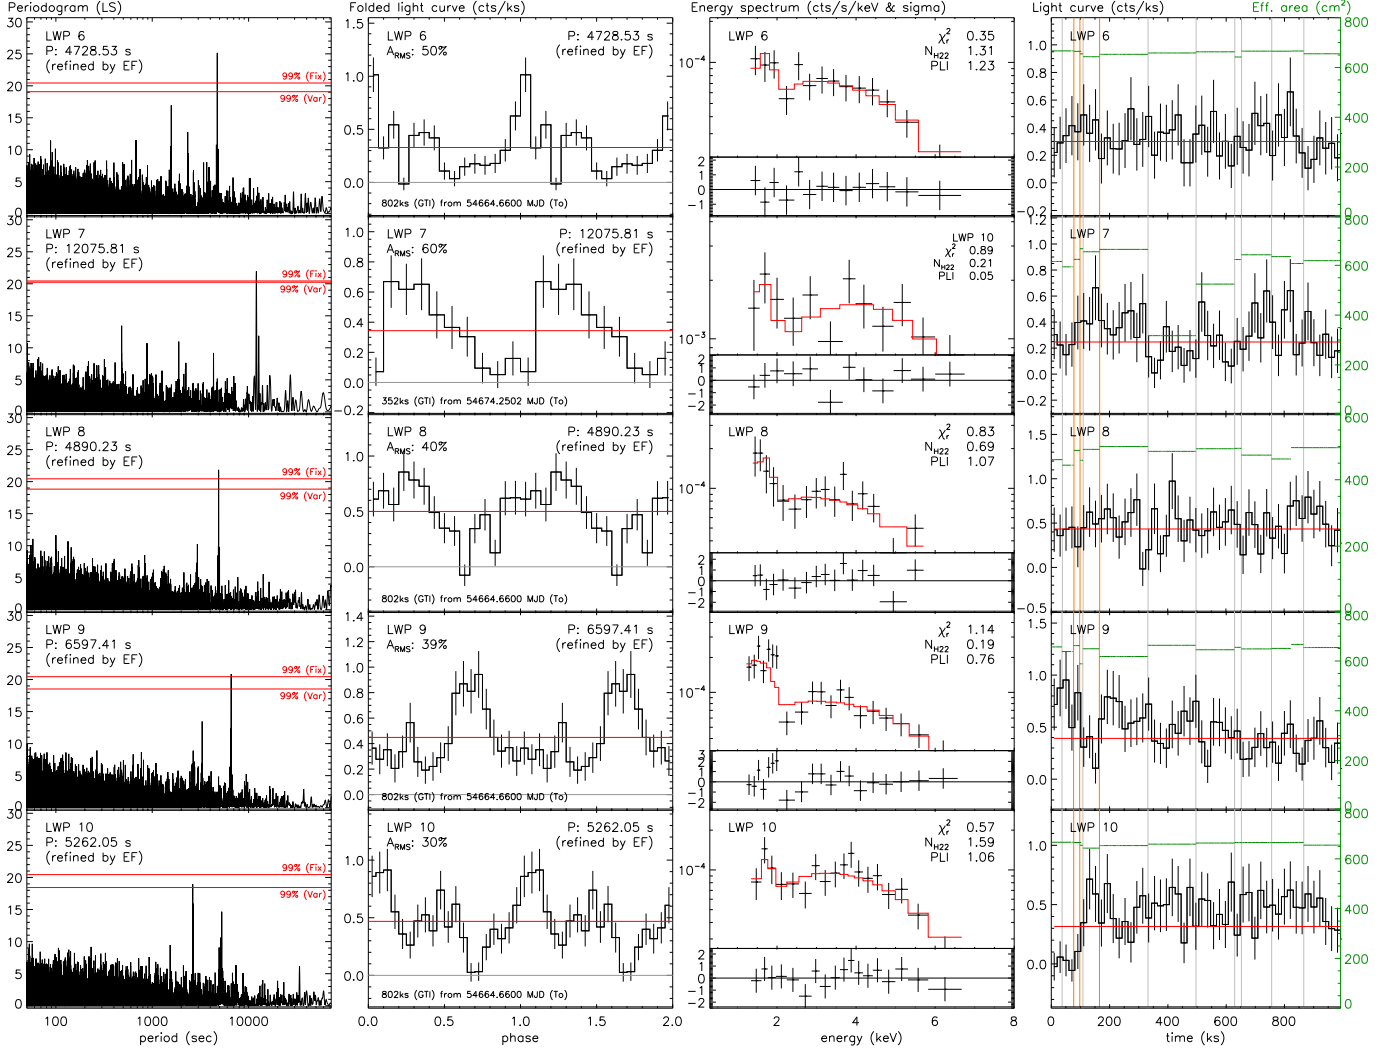 Periodogram (LS)
Folded light curve (cts/ks)
Energy spectrum (cts/s/keV & sigma)
Light curve (cts/ks)
Eff. area (cm²)
LWP 6
P: 4728.53 s
(refined by EF)
99% (Fix)
99% (Var)
LWP 6
P: 4728.53 s
A_RMS: 50%
(refined by EF)
802ks (GTI) from 54664.6600 MJD (To)
LWP 6
χ²_r 0.35
N_H22 1.31
PLI 1.23
LWP 6
LWP 7
P: 12075.81 s
(refined by EF)
99% (Fix)
99% (Var)
LWP 7
P: 12075.81 s
A_RMS: 60%
(refined by EF)
352ks (GTI) from 54674.2502 MJD (To)
LWP 10
χ²_r 0.89
N_H22 0.21
PLI 0.05
LWP 7
LWP 8
P: 4890.23 s
(refined by EF)
99% (Fix)
99% (Var)
LWP 8
P: 4890.23 s
A_RMS: 40%
(refined by EF)
802ks (GTI) from 54664.6600 MJD (To)
LWP 8
χ²_r 0.83
N_H22 0.69
PLI 1.07
LWP 8
LWP 9
P: 6597.41 s
(refined by EF)
99% (Fix)
99% (Var)
LWP 9
P: 6597.41 s
A_RMS: 39%
(refined by EF)
802ks (GTI) from 54664.6600 MJD (To)
LWP 9
χ²_r 1.14
N_H22 0.19
PLI 0.76
LWP 9
LWP 10
P: 5262.05 s
(refined by EF)
99% (Fix)
99% (Var)
LWP 10
P: 5262.05 s
A_RMS: 30%
(refined by EF)
802ks (GTI) from 54664.6600 MJD (To)
LWP 10
χ²_r 0.57
N_H22 1.59
PLI 1.06
LWP 10
100 1000 10000
0.0 0.5 1.0 1.5 2.0
2 4 6 8
0 200 400 600 800
period (sec)
phase
energy (keV)
time (ks)